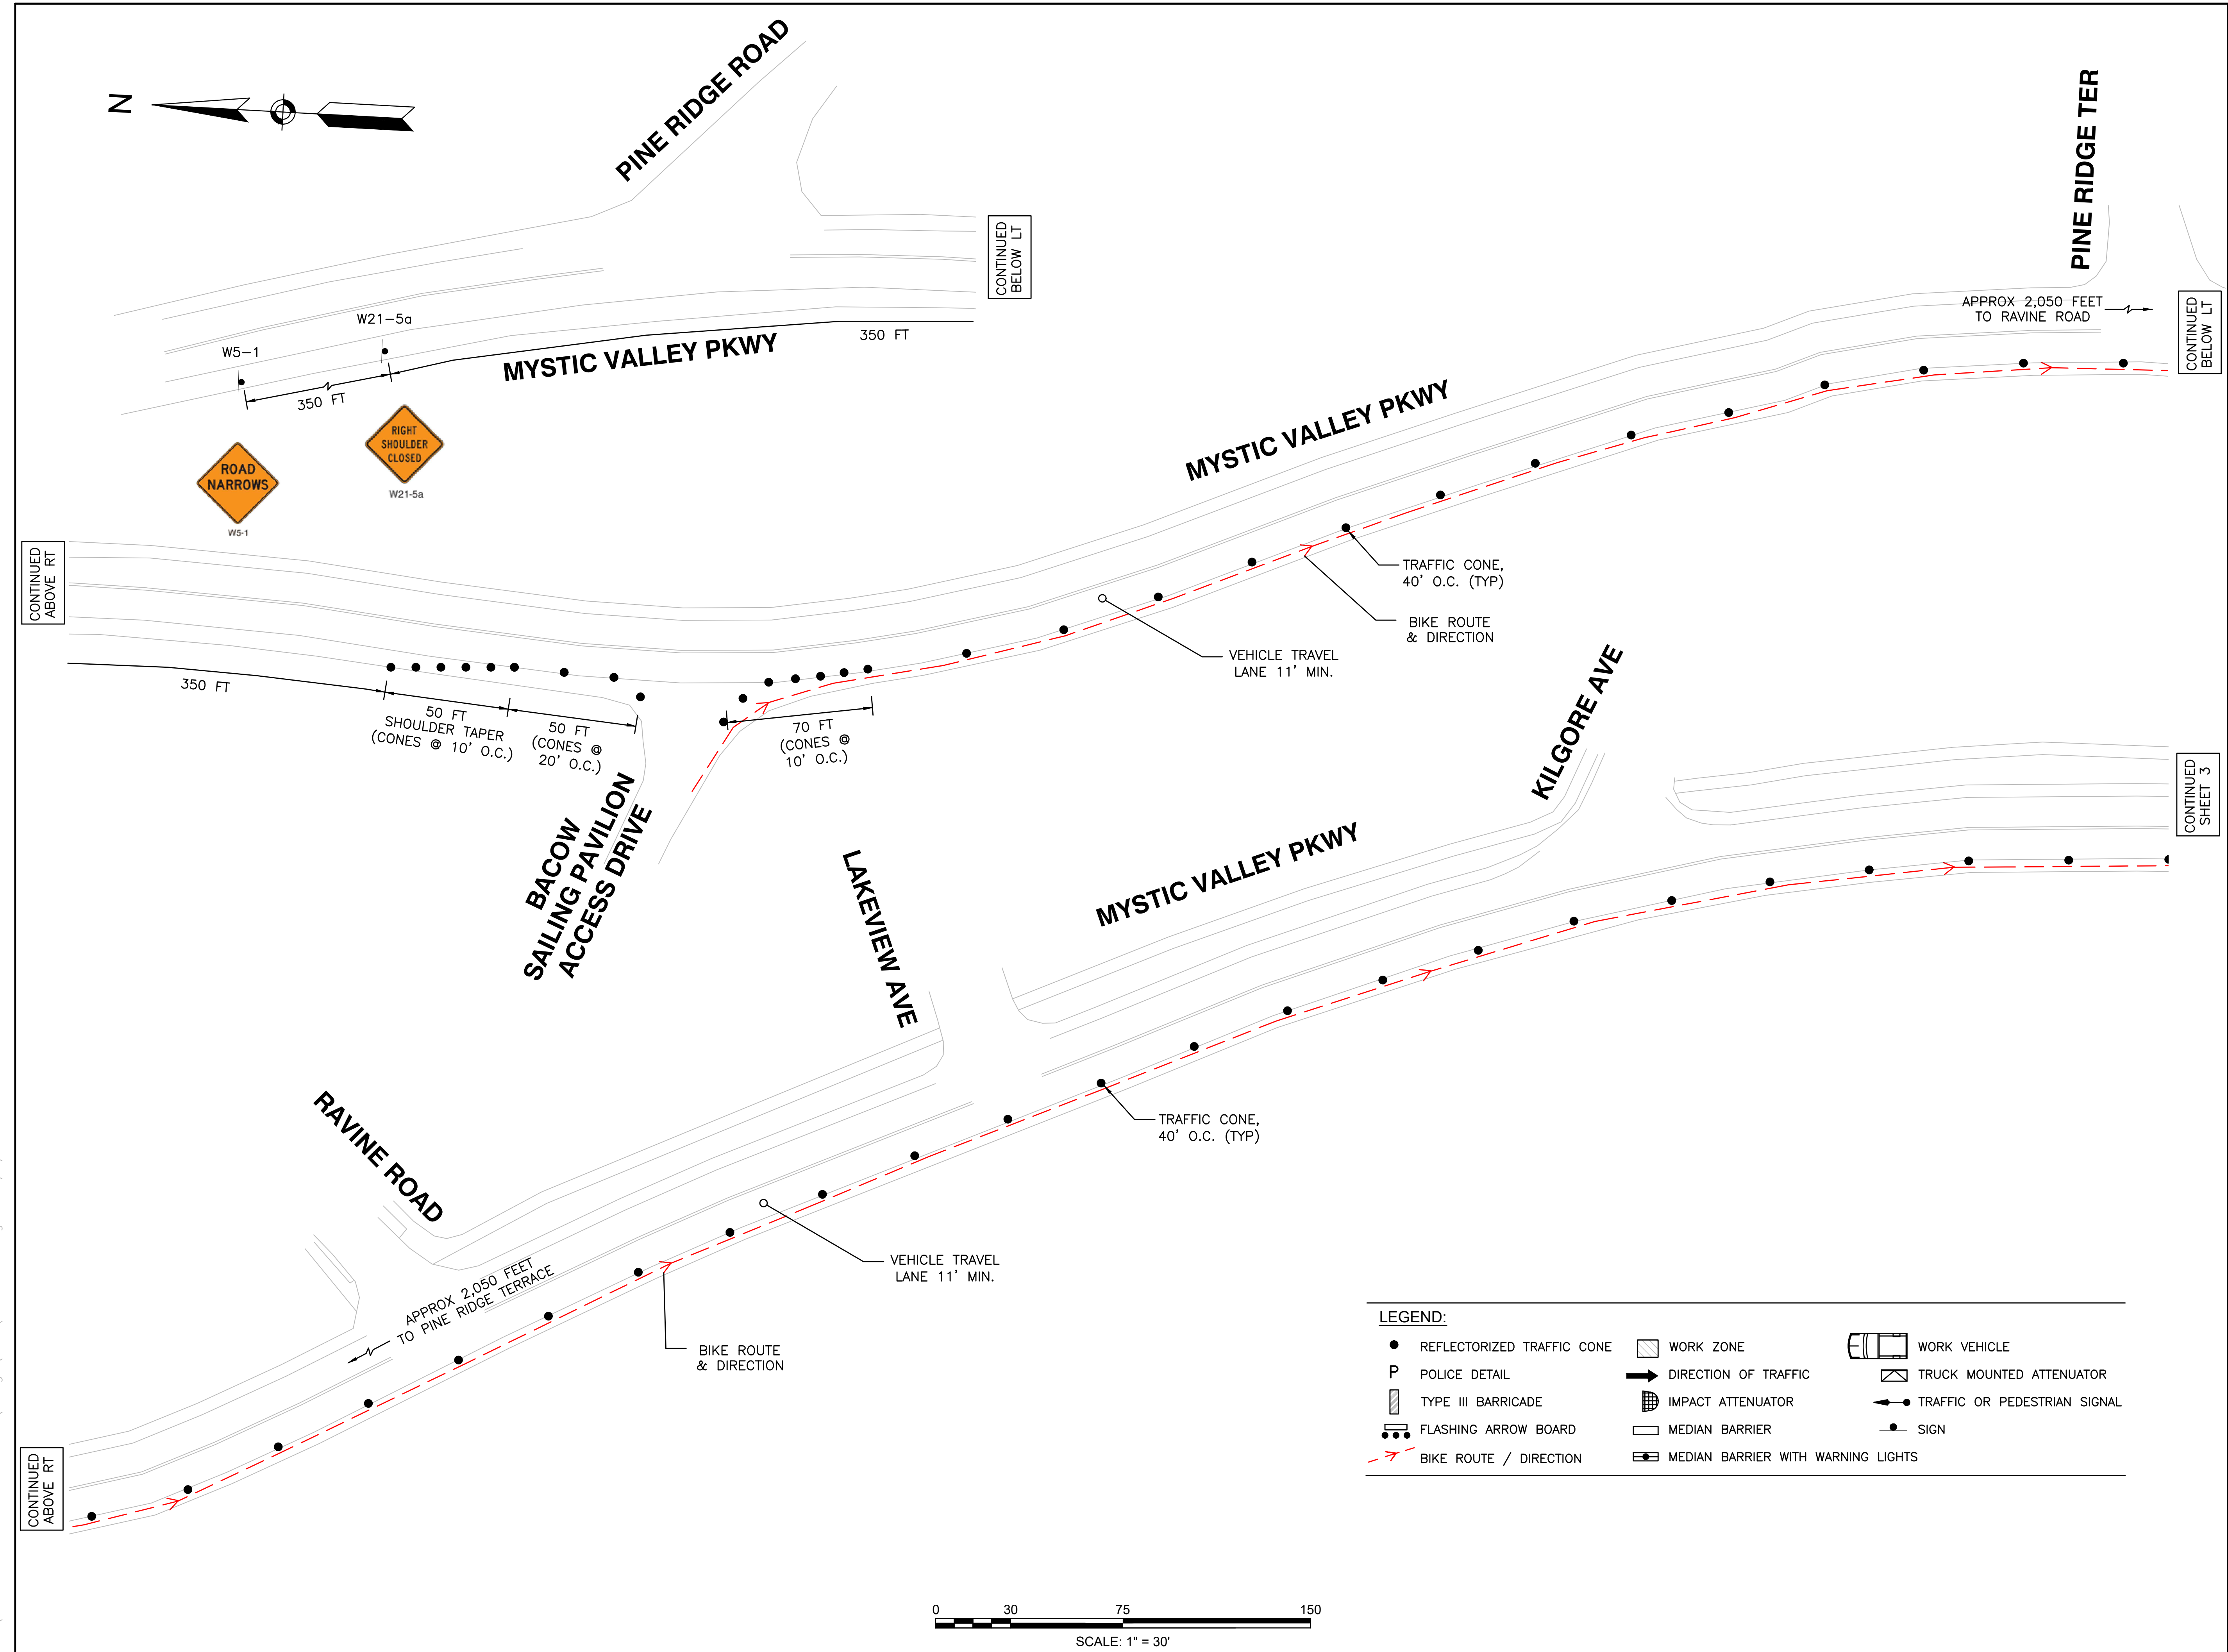 N
PINE RIDGE ROAD
PINE RIDGE TER
CONTINUED
BELOW LT
W21-5a
W5-1
350 FT
350 FT
MYSTIC VALLEY PKWY
APPROX 2,050 FEET
TO RAVINE ROAD
CONTINUED
BELOW LT
RIGHT
SHOULDER
CLOSED
W21-5a
ROAD
NARROWS
W5-1
MYSTIC VALLEY PKWY
CONTINUED
ABOVE RT
TRAFFIC CONE,
40' O.C. (TYP)
BIKE ROUTE
& DIRECTION
VEHICLE TRAVEL
LANE 11' MIN.
350 FT
50 FT
SHOULDER TAPER
(CONES @ 10' O.C.)
50 FT
(CONES @
20' O.C.)
70 FT
(CONES @
10' O.C.)
BACOW
SAILING PAVILION
ACCESS DRIVE
KILGORE AVE
CONTINUED
SHEET 3
LAKEVIEW AVE
MYSTIC VALLEY PKWY
RAVINE ROAD
TRAFFIC CONE,
40' O.C. (TYP)
APPROX 2,050 FEET
TO PINE RIDGE TERRACE
VEHICLE TRAVEL
LANE 11' MIN.
BIKE ROUTE
& DIRECTION
CONTINUED
ABOVE RT
LEGEND:
REFLECTORIZED TRAFFIC CONE
WORK ZONE
WORK VEHICLE
P POLICE DETAIL
DIRECTION OF TRAFFIC
TRUCK MOUNTED ATTENUATOR
TYPE III BARRICADE
IMPACT ATTENUATOR
TRAFFIC OR PEDESTRIAN SIGNAL
FLASHING ARROW BOARD
MEDIAN BARRIER
SIGN
BIKE ROUTE / DIRECTION
MEDIAN BARRIER WITH WARNING LIGHTS
0 30 75 150
SCALE: 1" = 30'